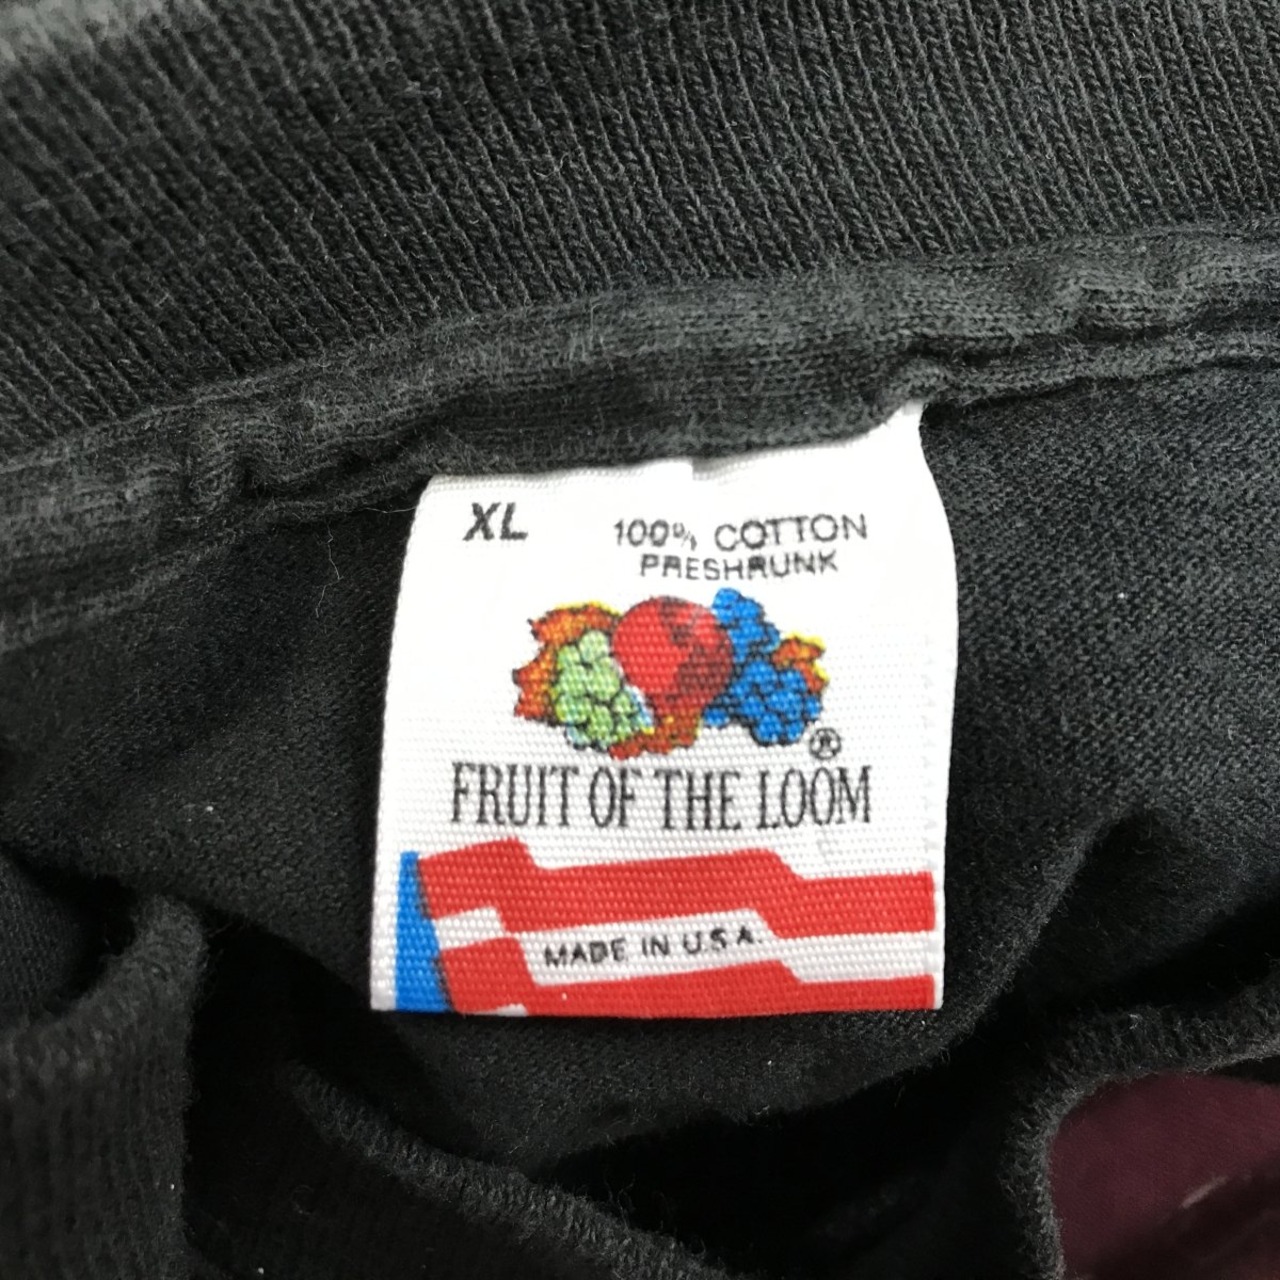 XL
100% COTTON
PRESHRUNK
®
FRUIT OF THE LOOM
MADE IN U.S.A.